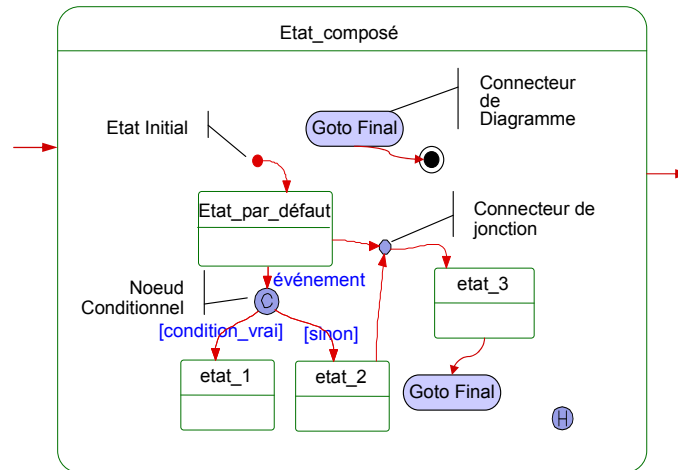 Etat_composé
Connecteur
de
Diagramme
Etat Initial
Goto Final
Etat_par_défaut
Connecteur de
jonction
Noeud
Conditionnel
événement
C
etat_3
[condition_vrai]
[sinon]
etat_1
etat_2
Goto Final
H